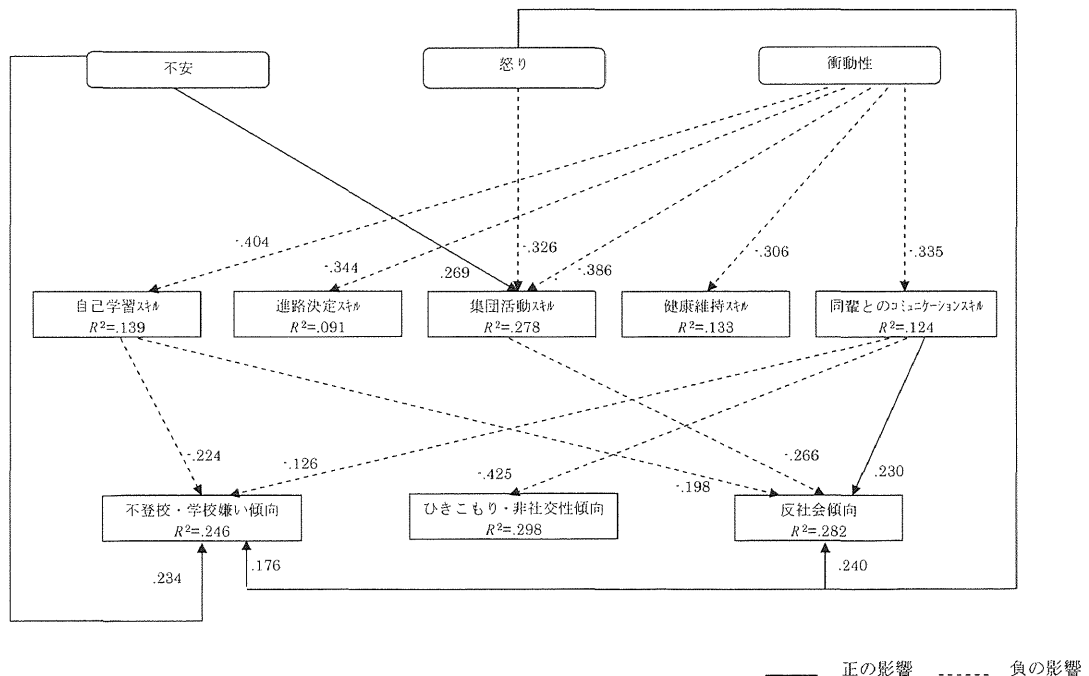 不安
怒り
衝動性
-.404
-.344
.269
-.326
-.386
-.306
-.335
自己学習スキル
R²=.139
進路決定スキル
R²=.091
集団活動スキル
R²=.278
健康維持スキル
R²=.133
同輩とのコミュニケーションスキル
R²=.124
-.224
-.126
-.425
-.198
-.266
.230
不登校・学校嫌い傾向
R²=.246
ひきこもり・非社交性傾向
R²=.298
反社会傾向
R²=.282
.234
.176
.240
正の影響
負の影響